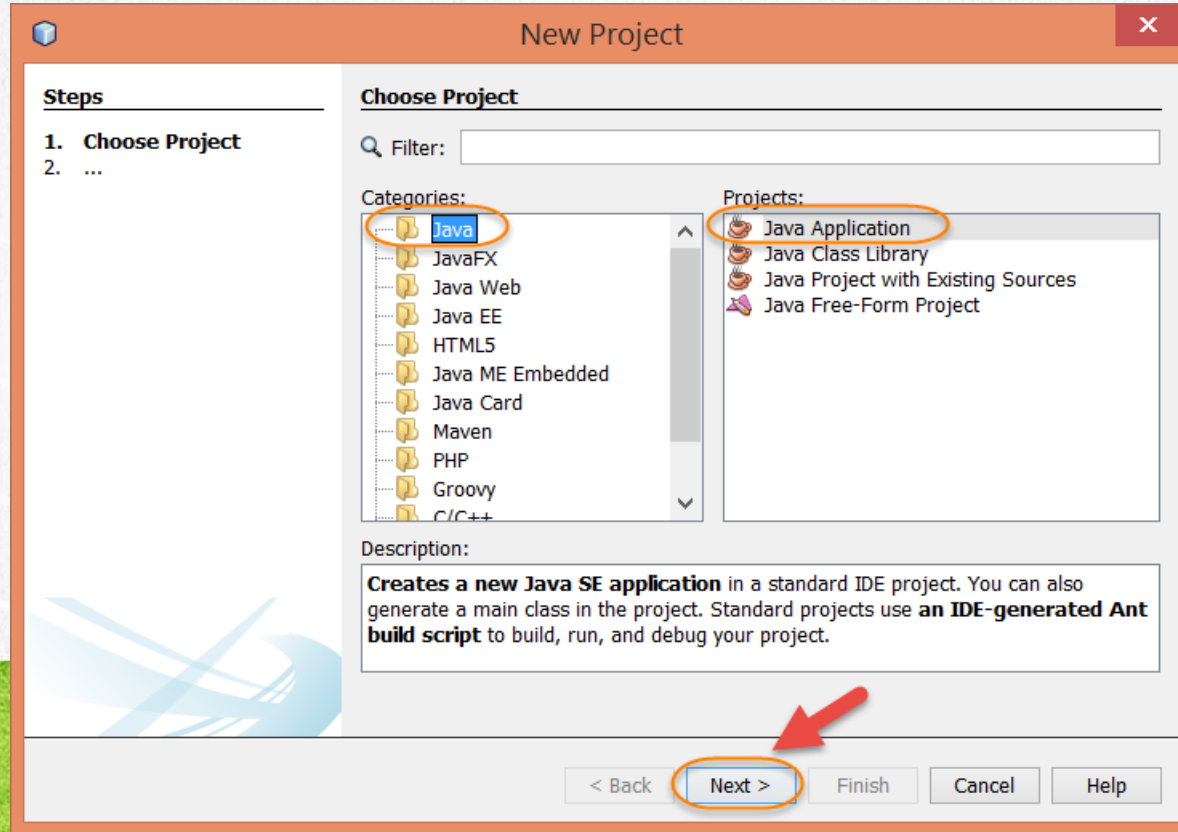 New Project
x
Steps
1. Choose Project
2. ...
Choose Project
Filter:
Categories:
Java
JavaFX
Java Web
Java EE
HTML5
Java ME Embedded
Java Card
Maven
PHP
Groovy
C/C++
Projects:
Java Application
Java Class Library
Java Project with Existing Sources
Java Free-Form Project
Description:
Creates a new Java SE application in a standard IDE project. You can also
generate a main class in the project. Standard projects use an IDE-generated Ant
build script to build, run, and debug your project.
< Back Next > Finish Cancel Help